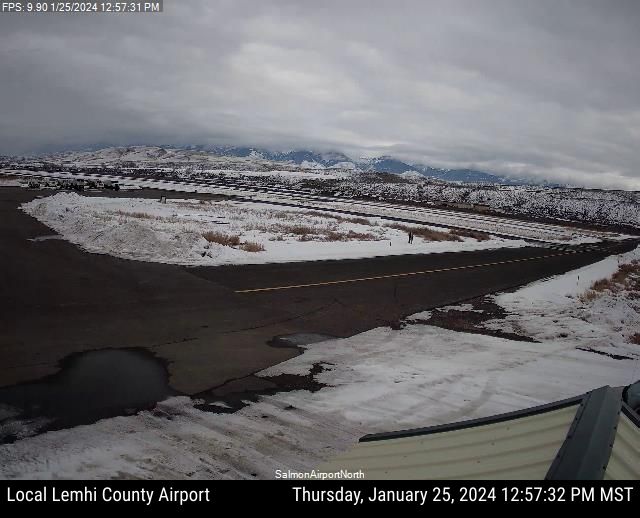 FPS: 9.90 1/25/2024 12:57:31 PM
SalmonAirportNorth
Local Lemhi County Airport Thursday, January 25, 2024 12:57:32 PM MST